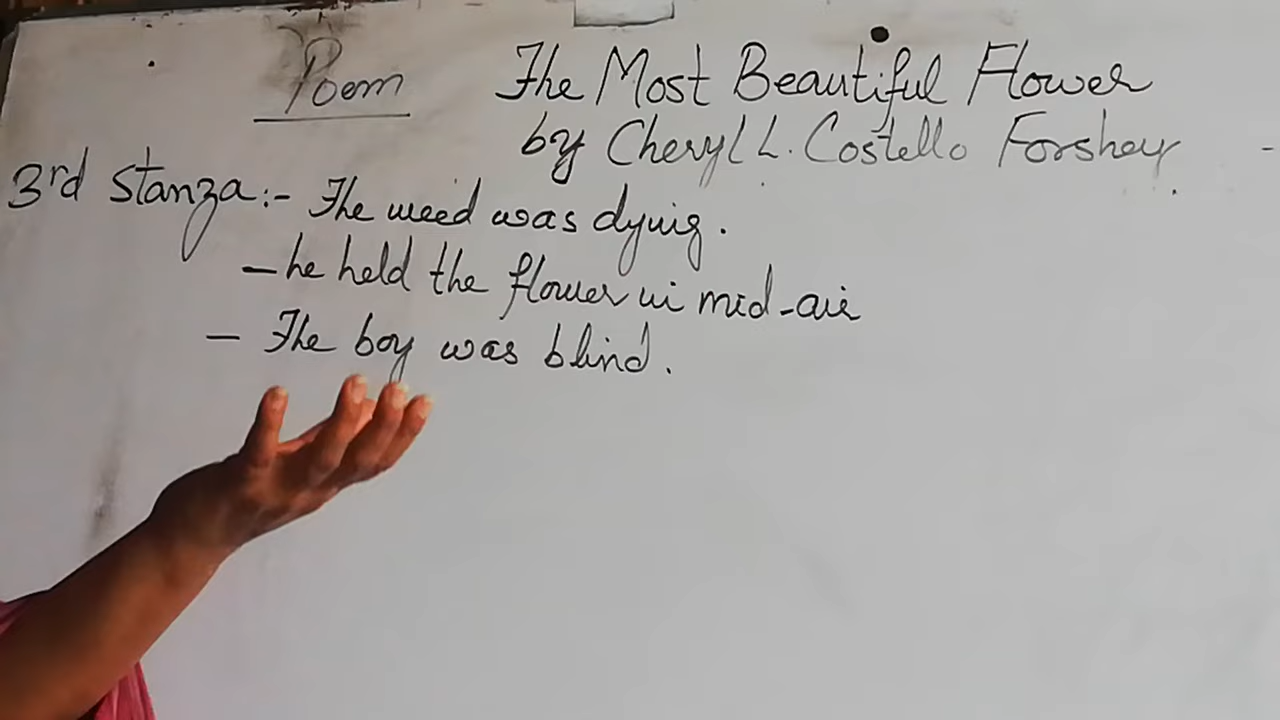 Poem The Most Beautiful Flower
by Cheryl L. Costello Forshey
3rd Stanza:- The weed was dying.
- he held the flower in mid-air
- The boy was blind.